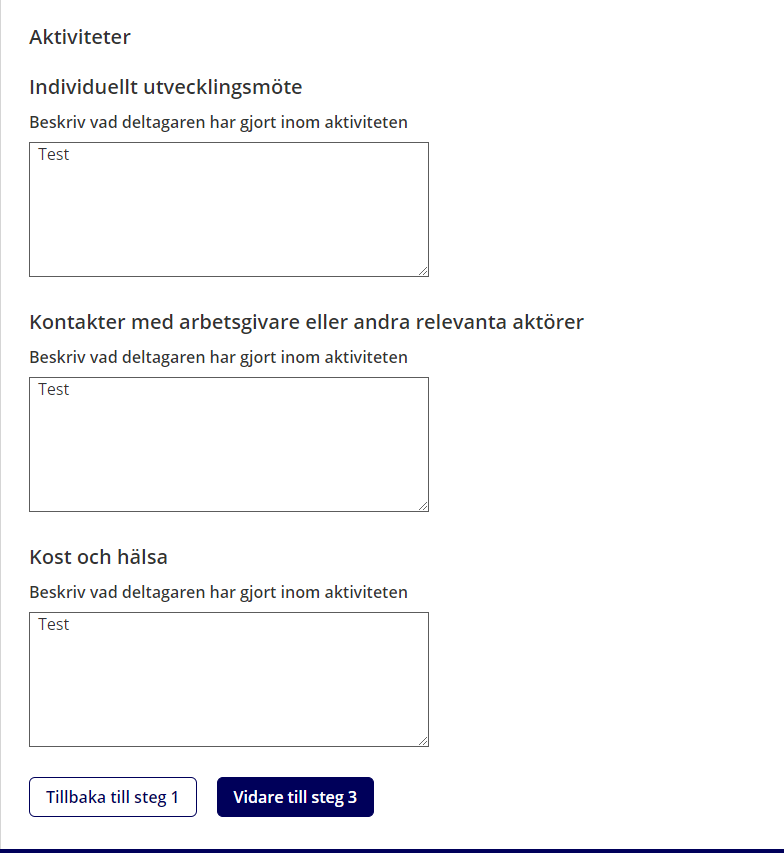 Aktiviteter
Individuellt utvecklingsmöte
Beskriv vad deltagaren har gjort inom aktiviteten
Test
Kontakter med arbetsgivare eller andra relevanta aktörer
Beskriv vad deltagaren har gjort inom aktiviteten
Test
Kost och hälsa
Beskriv vad deltagaren har gjort inom aktiviteten
Test
Tillbaka till steg 1
Vidare till steg 3